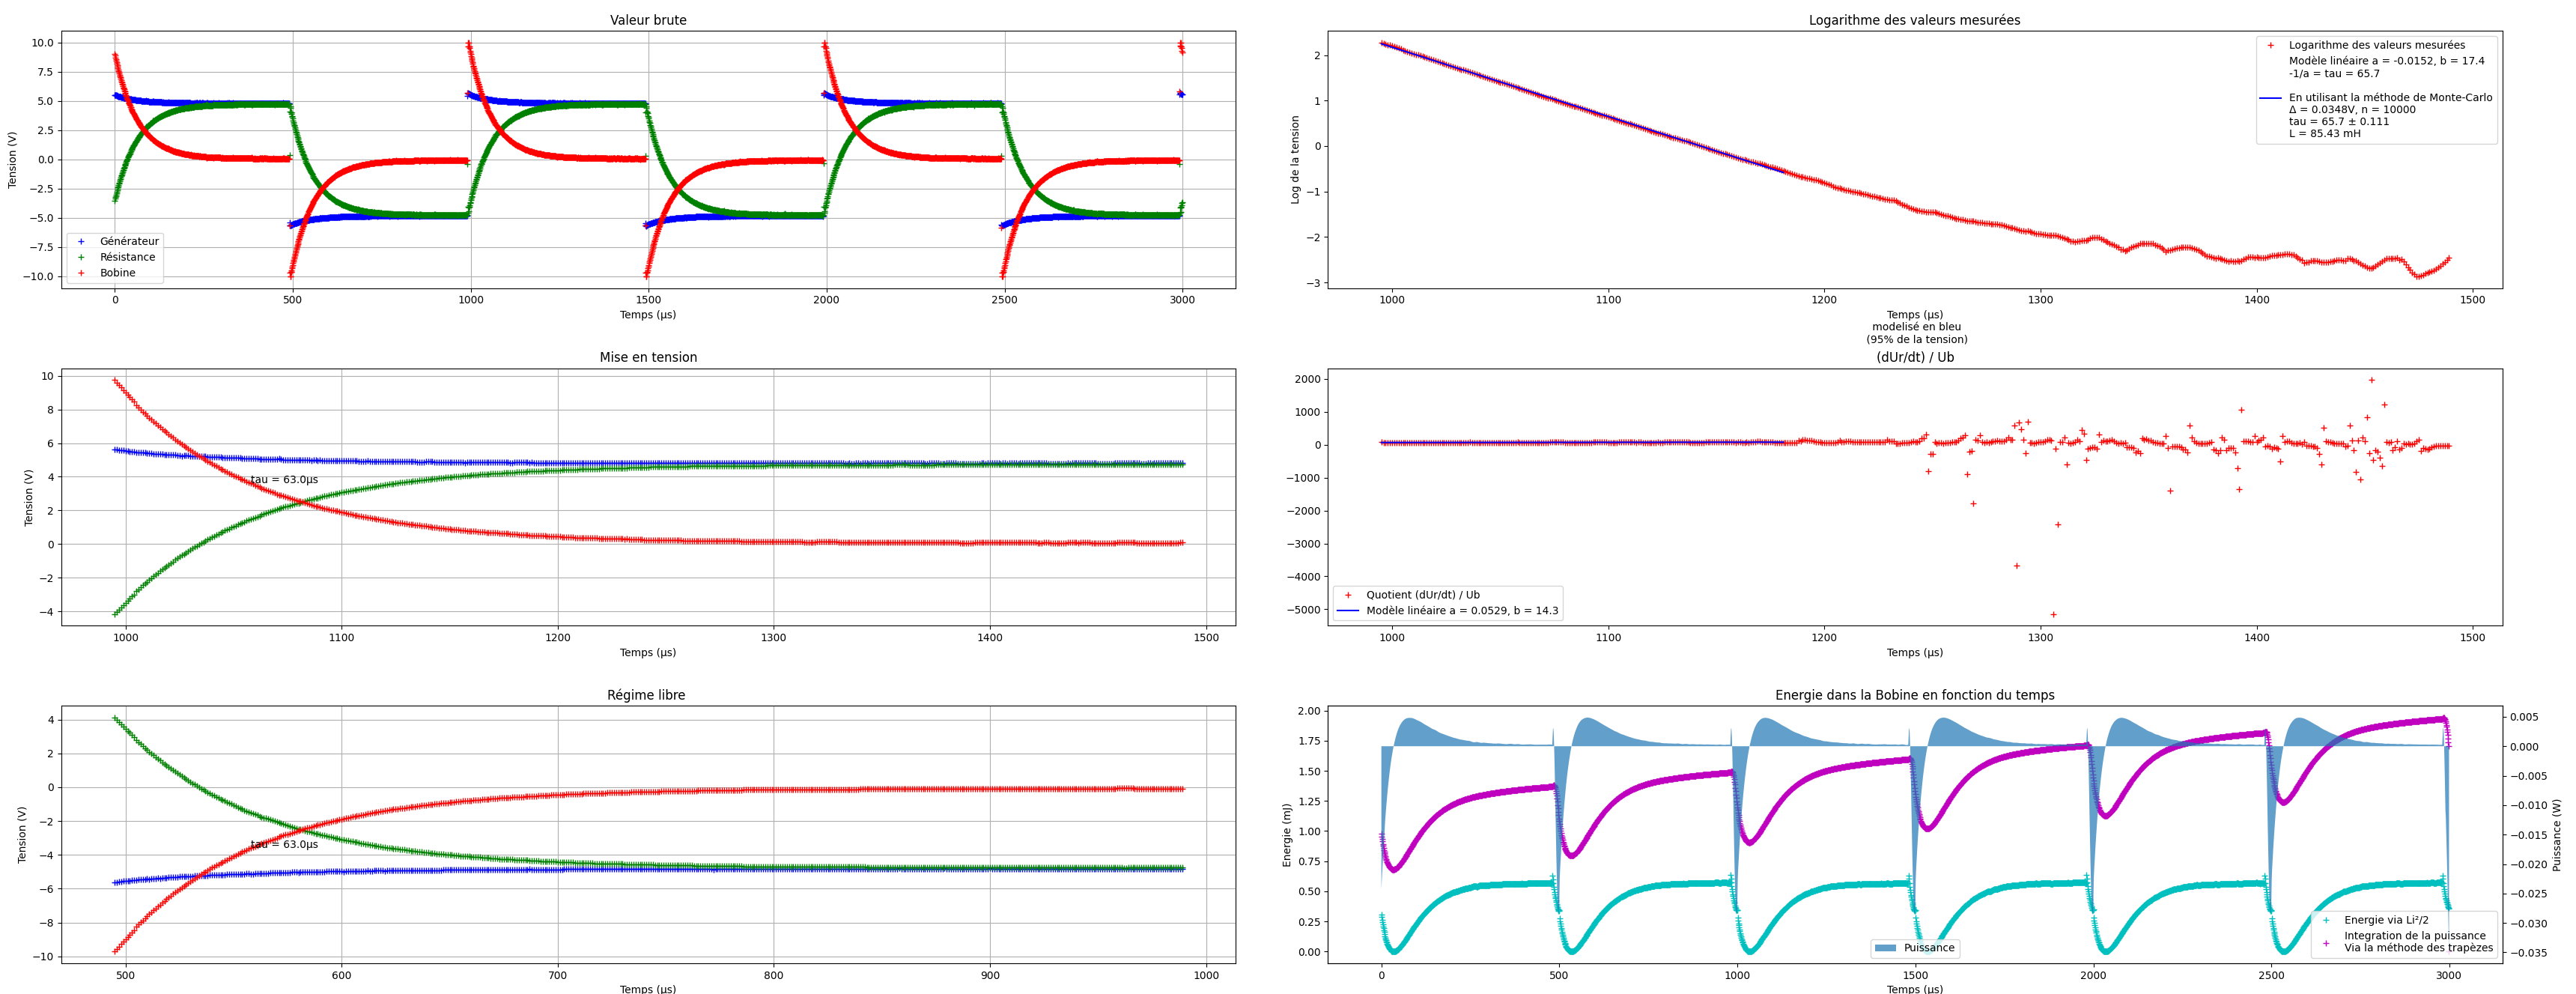 Valeur brute
Tension (V)
10.0
7.5
5.0
2.5
0.0
−2.5
−5.0
−7.5
−10.0
Générateur
Résistance
Bobine
0 500 1000 1500 2000 2500 3000
Temps (µs)
Logarithme des valeurs mesurées
Log de la tension
2
1
0
−1
−2
−3
Logarithme des valeurs mesurées
Modèle linéaire a = -0.0152, b = 17.4
-1/a = tau = 65.7
En utilisant la méthode de Monte-Carlo
Δ = 0.0348V, n = 10000
tau = 65.7 ± 0.111
L = 85.43 mH
1000 1100 1200 1300 1400 1500
Temps (µs)
modelisé en bleu
(95% de la tension)
Mise en tension
Tension (V)
10
8
6
4
2
0
−2
−4
tau = 63.0µs
1000 1100 1200 1300 1400 1500
Temps (µs)
(dUr/dt) / Ub
2000
1000
0
−1000
−2000
−3000
−4000
−5000
Quotient (dUr/dt) / Ub
Modèle linéaire a = 0.0529, b = 14.3
1000 1100 1200 1300 1400 1500
Temps (µs)
Régime libre
Tension (V)
4
2
0
−2
−4
−6
−8
−10
tau = 63.0µs
500 600 700 800 900 1000
Temps (µs)
Energie dans la Bobine en fonction du temps
Energie (mJ)
2.00
1.75
1.50
1.25
1.00
0.75
0.50
0.25
0.00
Puissance
Energie via Li²/2
Integration de la puissance
Via la méthode des trapèzes
0.005
0.000
−0.005
−0.010
−0.015
−0.020
−0.025
−0.030
−0.035
Puissance (W)
0 500 1000 1500 2000 2500 3000
Temps (µs)